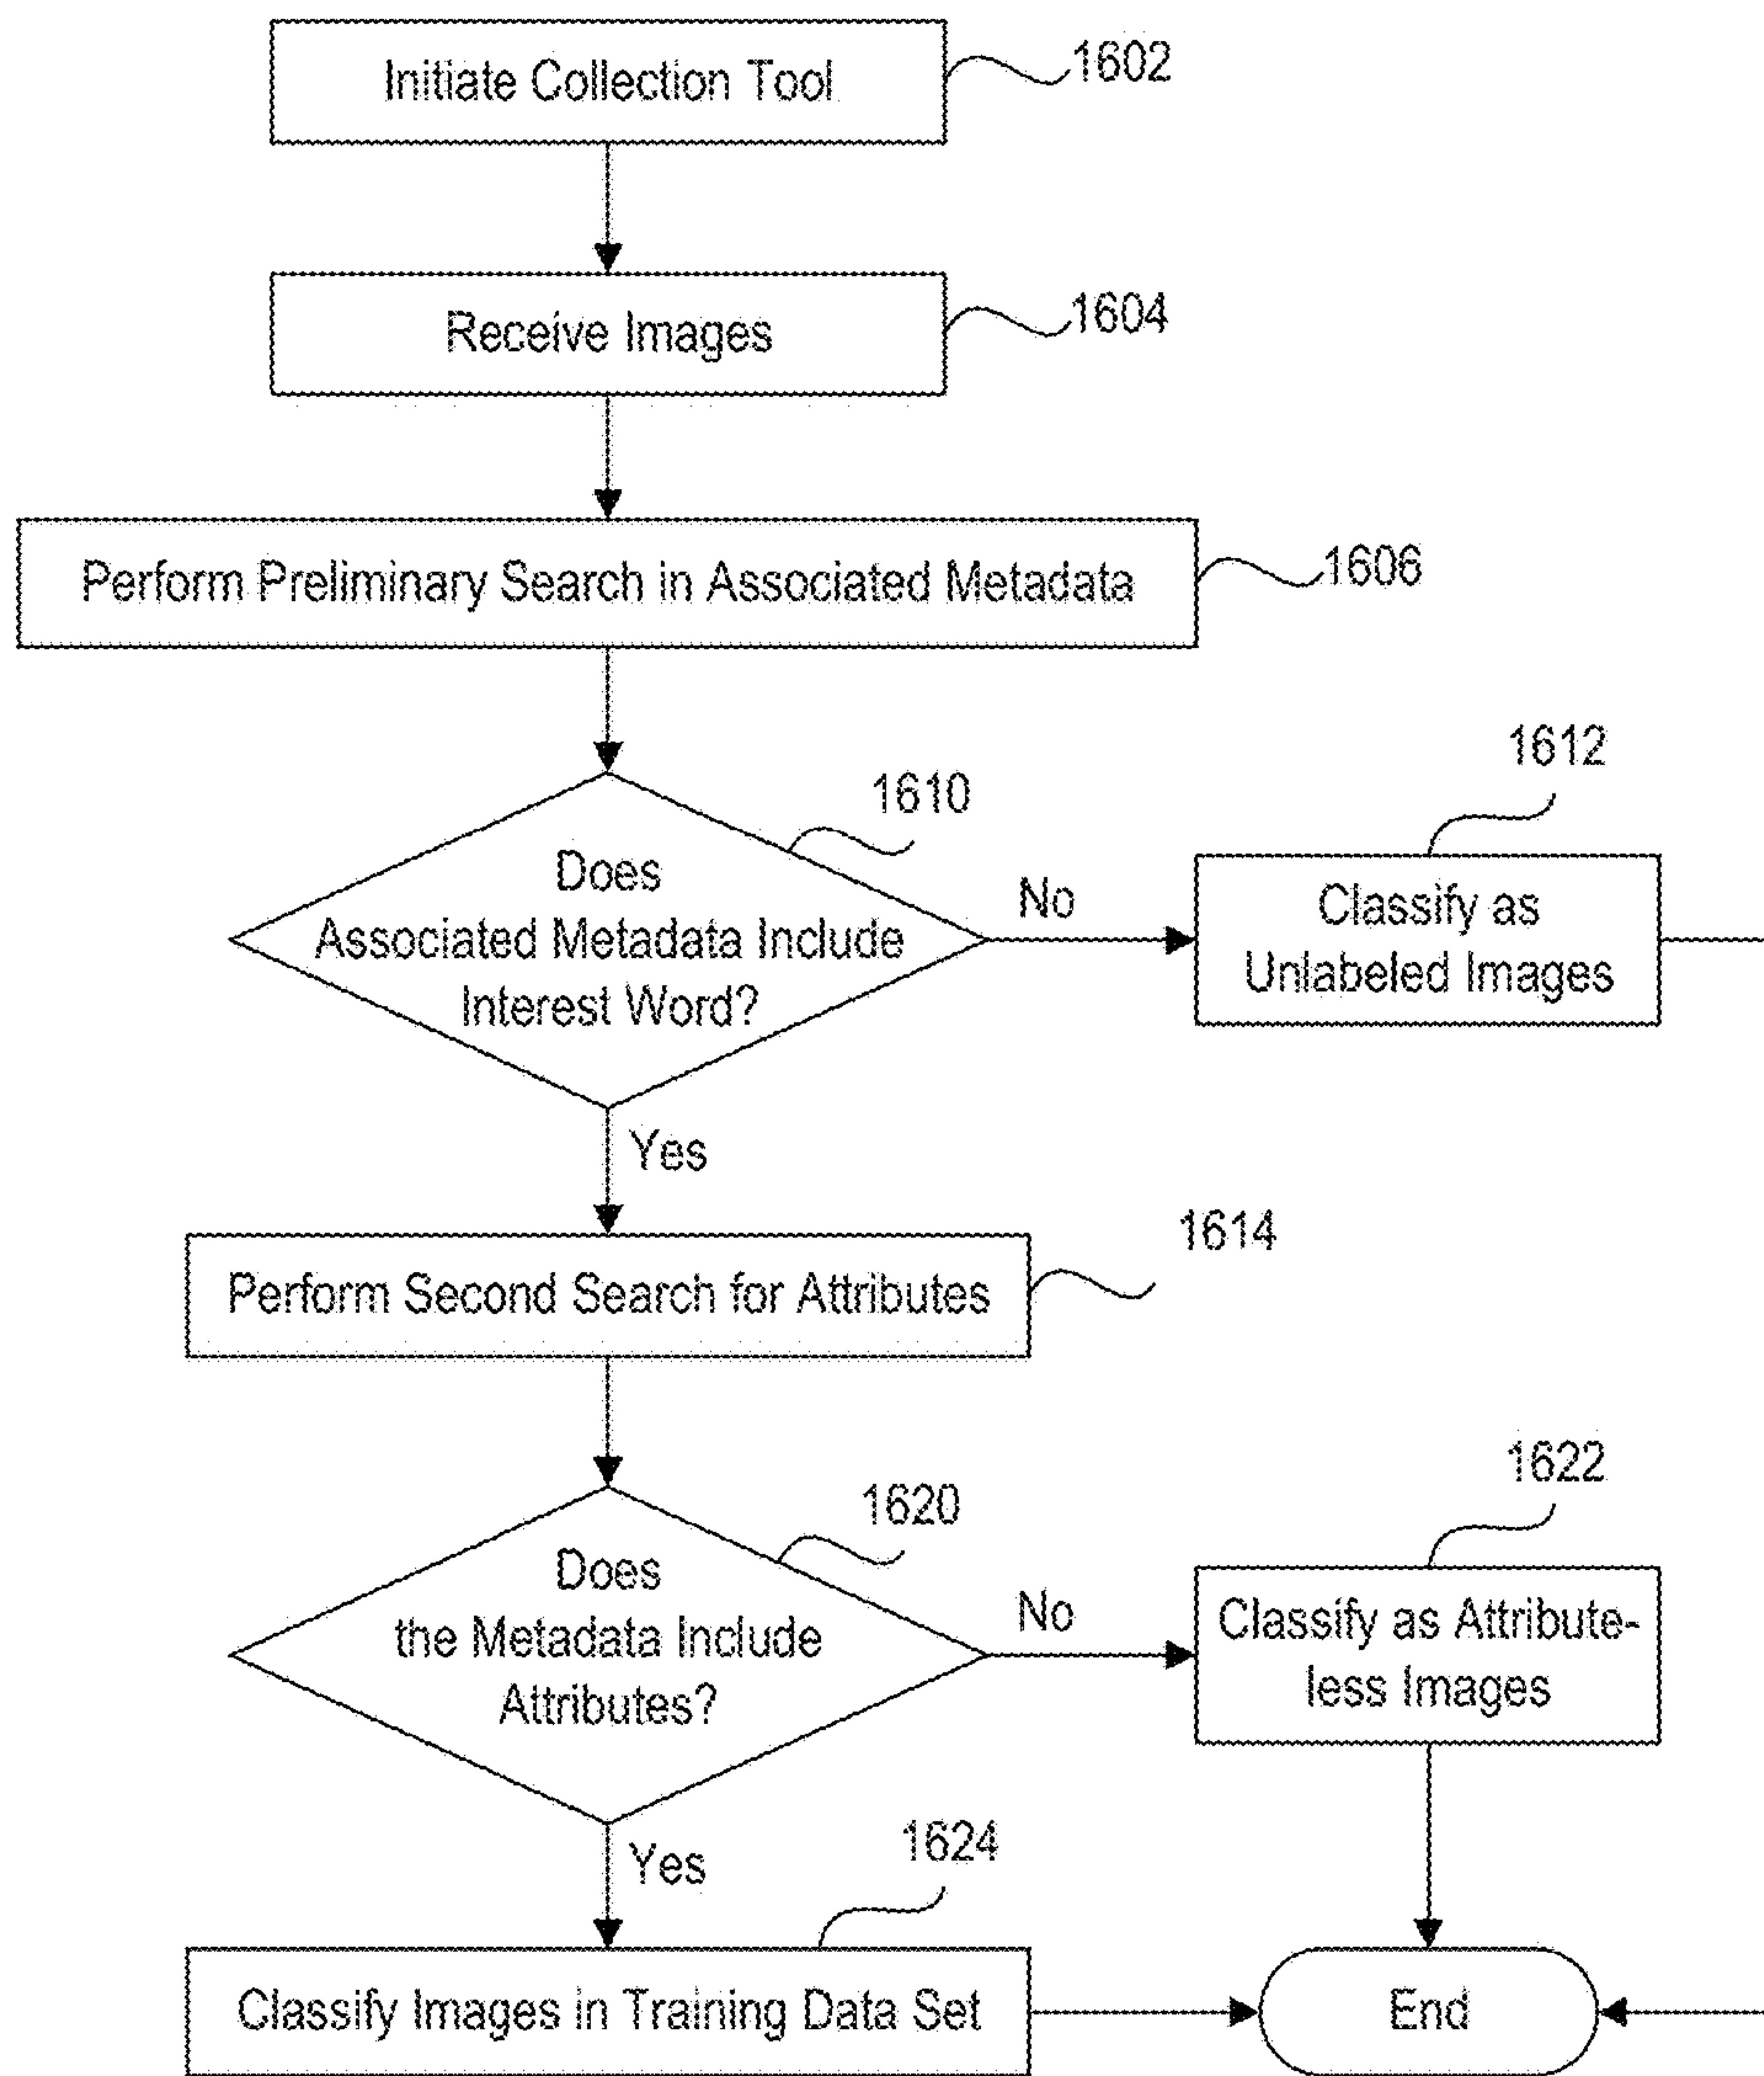 Initiate Collection Tool
1602
Receive Images
1604
Perform Preliminary Search in Associated Metadata
1606
1610
Does
Associated Metadata Include
Interest Word?
No
1612
Classify as
Unlabeled Images
Yes
1614
Perform Second Search for Attributes
1620
Does
the Metadata Include
Attributes?
No
1622
Classify as Attribute-
less Images
Yes
1624
Classify Images in Training Data Set
End